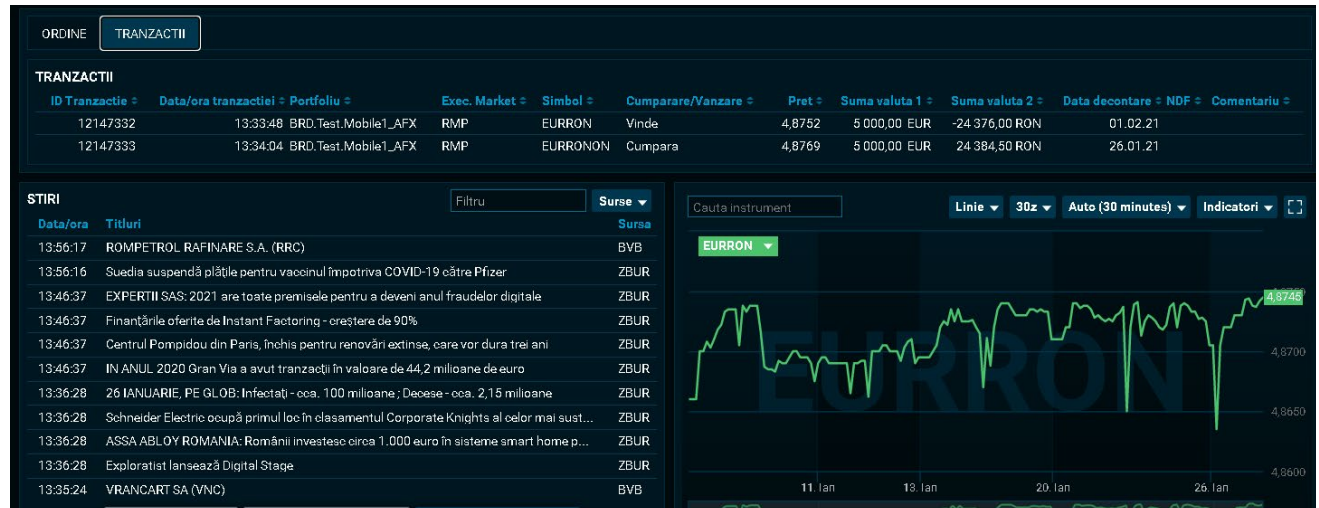 ORDINE TRANZACTII
TRANZACTII
ID Tranzactie Data/ora tranzactiei Portfoliu Exec. Market Simbol Cumparare/Vanzare Pret Suma valuta 1 Suma valuta 2 Data decontare NDF Comentariu
12147332 13:33:48 BRD.Test.Mobile1_AFX RMP EURRON Vinde 4,8752 5 000,00 EUR -24 376,00 RON 01.02.21
12147333 13:34:04 BRD.Test.Mobile1_AFX RMP EURRONON Cumpara 4,8769 5 000,00 EUR 24 384,50 RON 26.01.21
STIRI Filtru Surse
Data/ora Titluri Sursa
13:56:17 ROMPETROL RAFINARE S.A. (RRC) BVB
13:56:16 Suedia suspendă plățile pentru vaccinul împotriva COVID-19 către Pfizer ZBUR
13:46:37 EXPERTII SAS: 2021 are toate premisele pentru a deveni anul fraudelor digitale ZBUR
13:46:37 Finanțările oferite de Instant Factoring - creștere de 90% ZBUR
13:46:37 Centrul Pompidou din Paris, închis pentru renovări extinse, care vor dura trei ani ZBUR
13:46:37 IN ANUL 2020 Gran Via a avut tranzacții în valoare de 44,2 milioane de euro ZBUR
13:36:28 26 IANUARIE, PE GLOB: Infectați - cca. 100 milioane ; Decese - cca. 2,15 milioane ZBUR
13:36:28 Schneider Electric ocupă primul loc în clasamentul Corporate Knights al celor mai sust... ZBUR
13:36:28 ASSA ABLOY ROMANIA: Românii investesc circa 1.000 euro în sisteme smart home p... ZBUR
13:36:28 Exploratist lansează Digital Stage ZBUR
13:35:24 VRANCART SA (VNC) BVB
Cauta instrument Linie 30z Auto (30 minutes) Indicatori
EURRON
4,8745
EURRON
4,8700
4,8650
4,8600
11. Ian 13. Ian 20. Ian 26. Ian